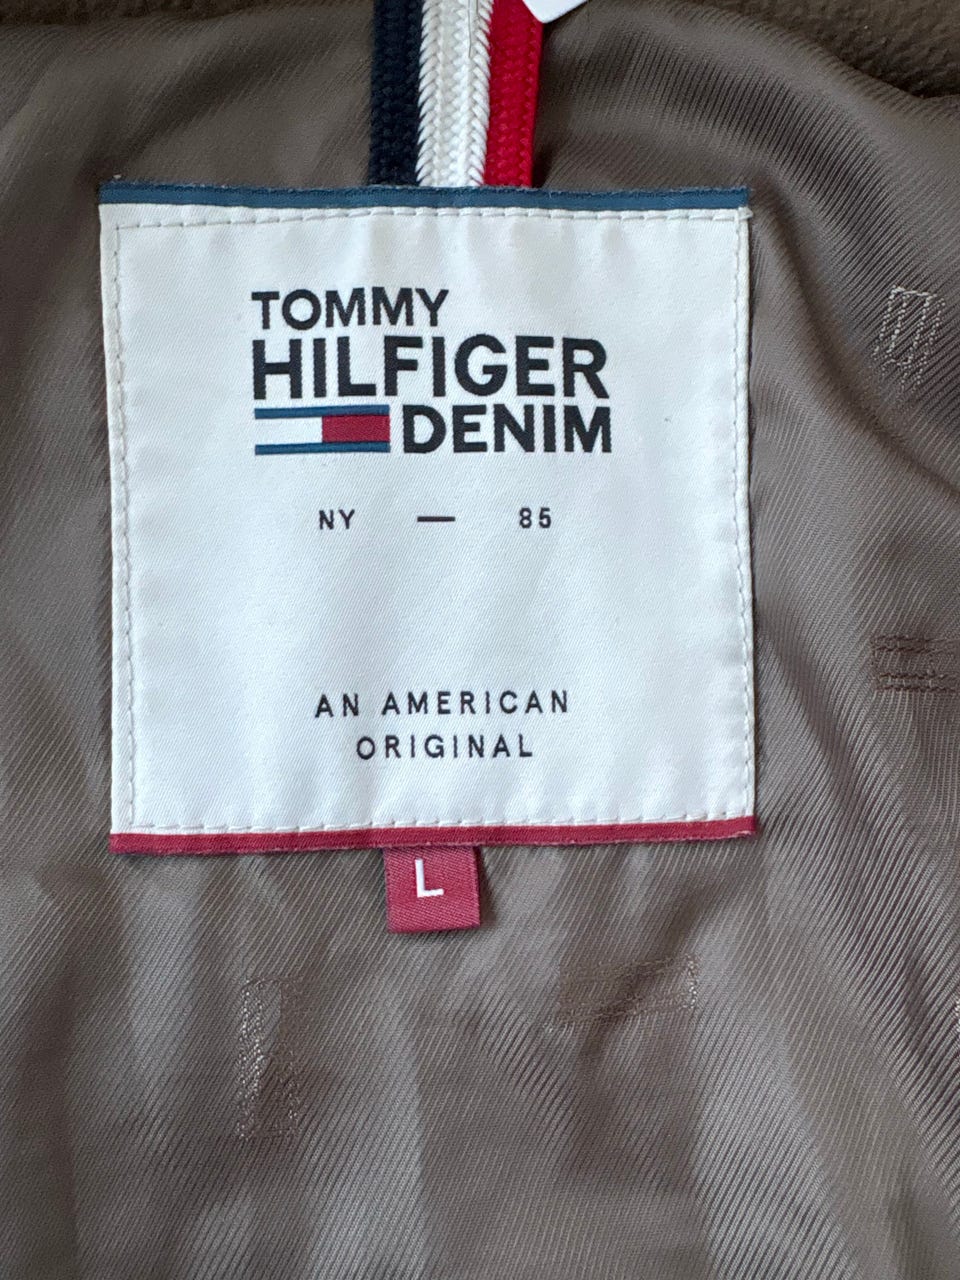 TOMMY
HILFIGER
DENIM
NY — 85
AN AMERICAN
ORIGINAL
L